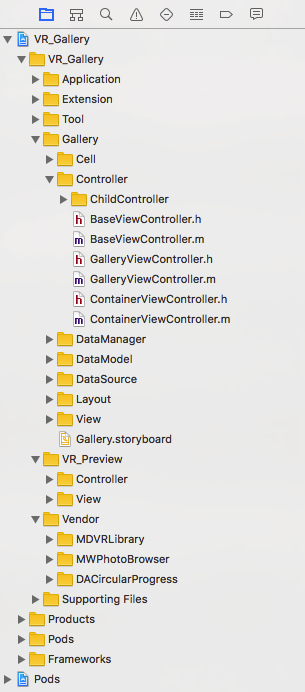 VR_Gallery
VR_Gallery
Application
Extension
Tool
Gallery
Cell
Controller
ChildController
h BaseViewController.h
m BaseViewController.m
h GalleryViewController.h
m GalleryViewController.m
h ContainerViewController.h
m ContainerViewController.m
DataManager
DataModel
DataSource
Layout
View
Gallery.storyboard
VR_Preview
Controller
View
Vendor
MDVRLibrary
MWPhotoBrowser
DACircularProgress
Supporting Files
Products
Pods
Frameworks
Pods